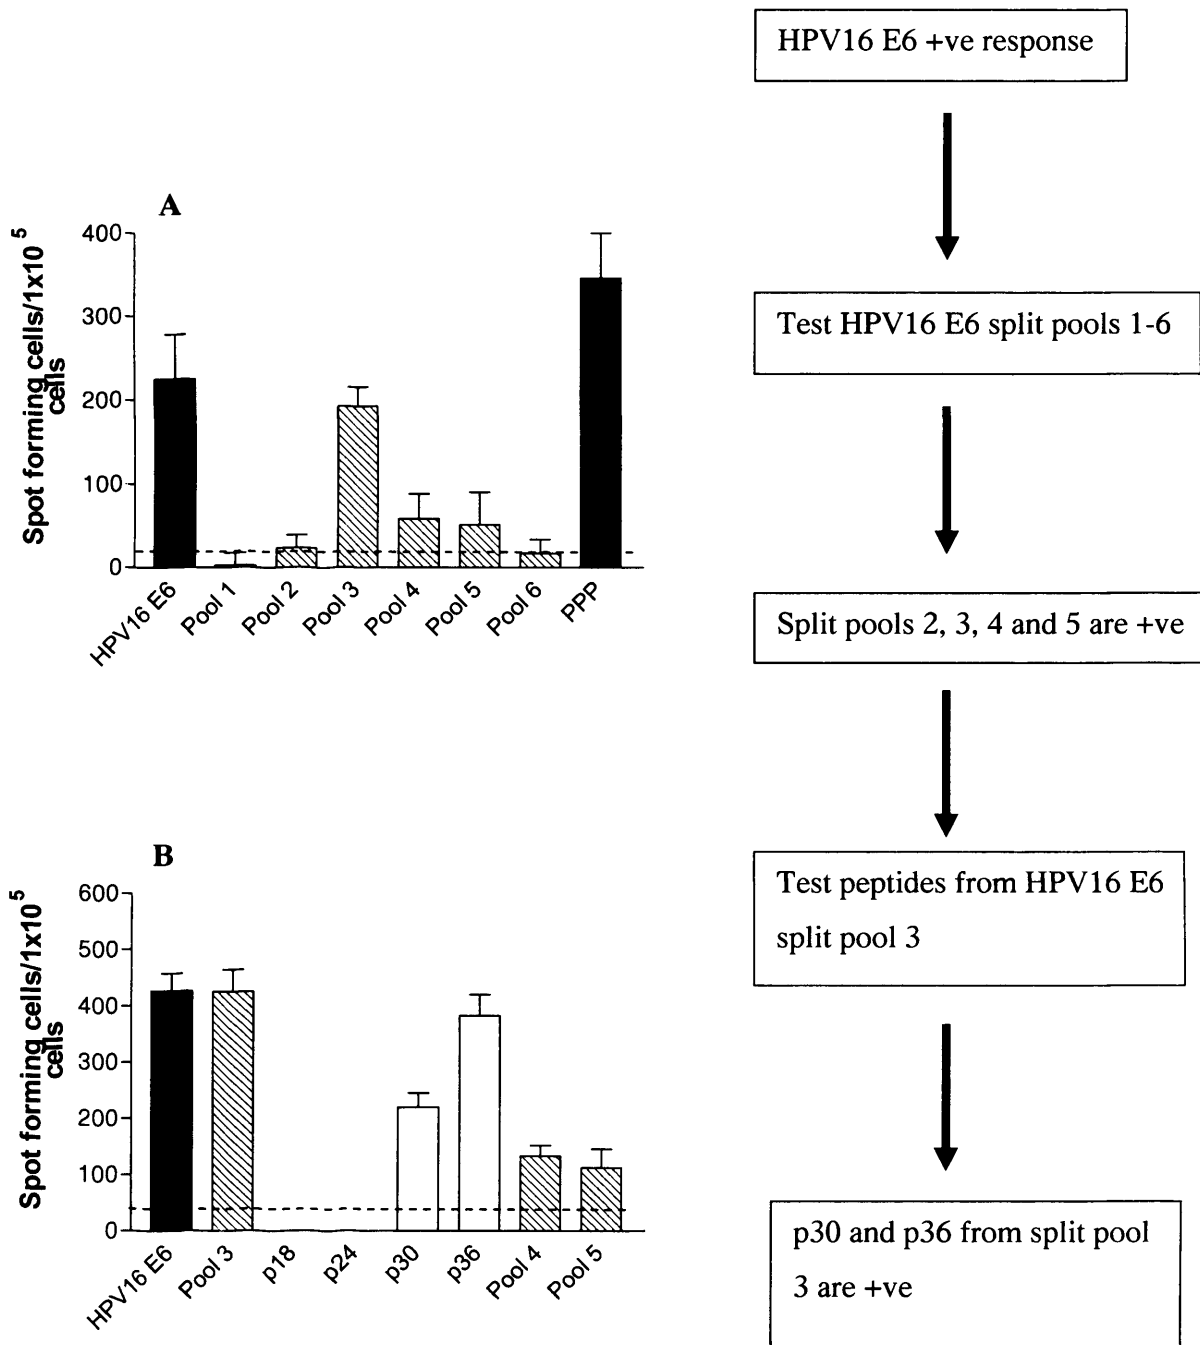 HPV16 E6 +ve response
A
Spot forming cells/1x10 5
cells
400
300
200
100
0
HPV16 E6
Pool 1
Pool 2
Pool 3
Pool 4
Pool 5
Pool 6
PPP
Test HPV16 E6 split pools 1-6
Split pools 2, 3, 4 and 5 are +ve
B
Spot forming cells/1x10 5
cells
600
500
400
300
200
100
0
HPV16 E6
Pool 3
p18
p24
p30
p36
Pool 4
Pool 5
Test peptides from HPV16 E6
split pool 3
p30 and p36 from split pool
3 are +ve